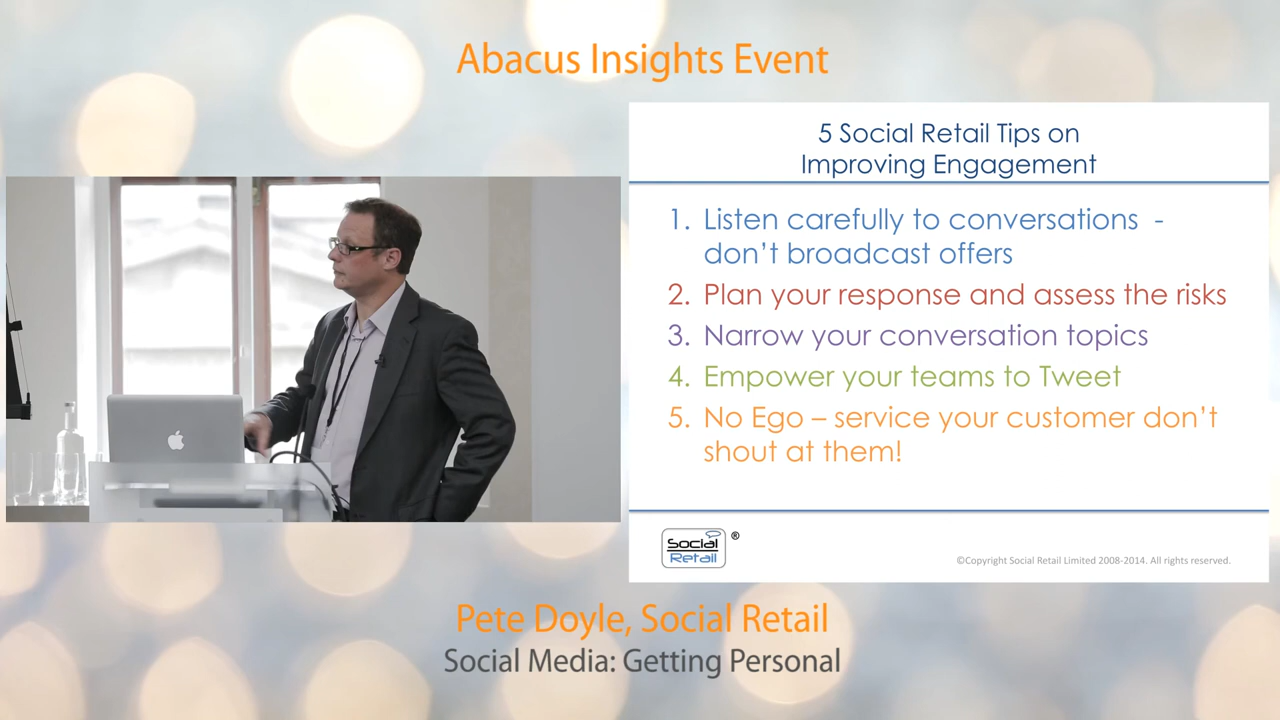 Abacus Insights Event
5 Social Retail Tips on
Improving Engagement
1. Listen carefully to conversations -
don’t broadcast offers
2. Plan your response and assess the risks
3. Narrow your conversation topics
4. Empower your teams to Tweet
5. No Ego – service your customer don’t
shout at them!
Social
Retail
®
©Copyright Social Retail Limited 2008-2014. All rights reserved.
Pete Doyle, Social Retail
Social Media: Getting Personal